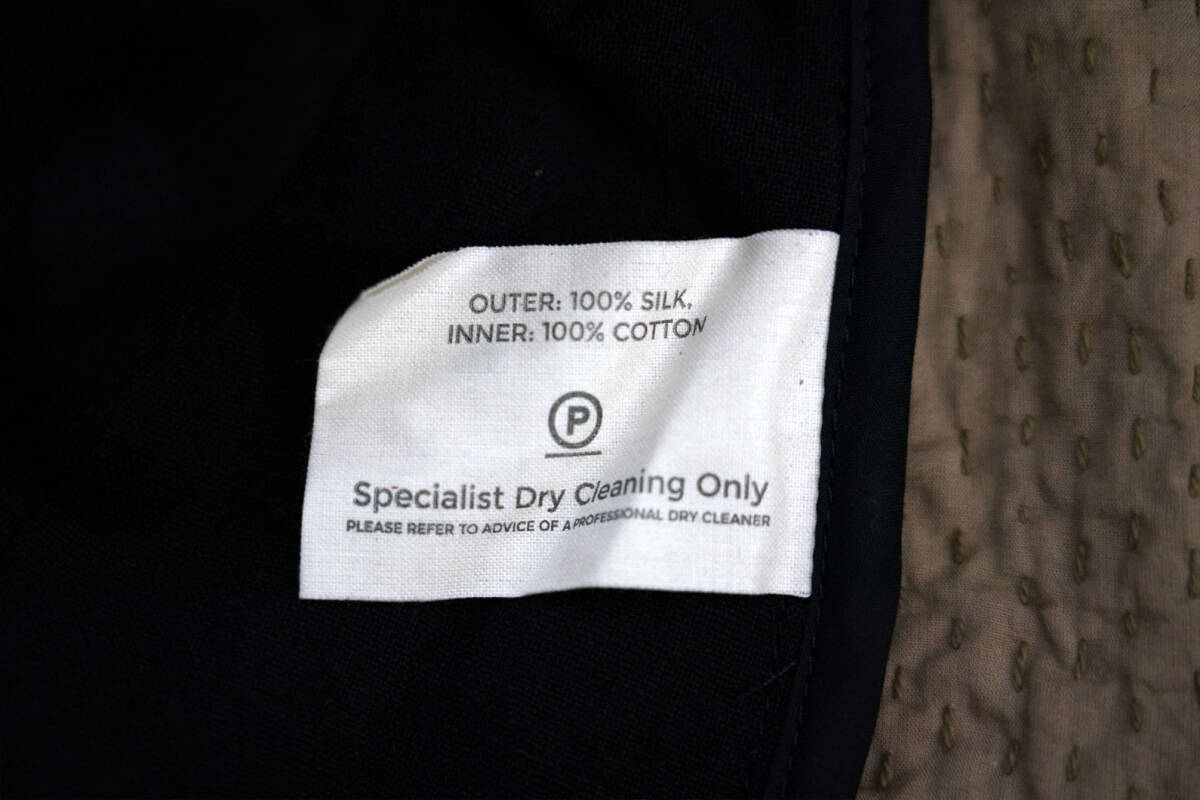 OUTER: 100% SILK,
INNER: 100% COTTON
P
Specialist Dry Cleaning Only
PLEASE REFER TO ADVICE OF A PROFESSIONAL DRY CLEANER